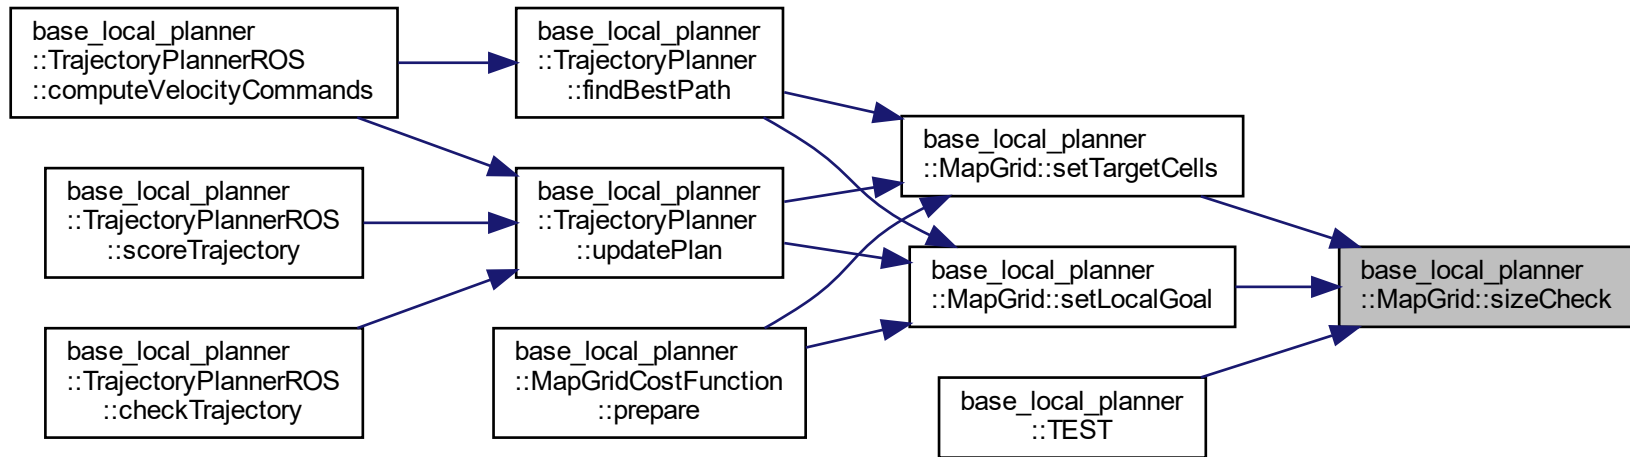 base_local_planner
::TrajectoryPlannerROS
::computeVelocityCommands
base_local_planner
::TrajectoryPlannerROS
::scoreTrajectory
base_local_planner
::TrajectoryPlannerROS
::checkTrajectory
base_local_planner
::TrajectoryPlanner
::findBestPath
base_local_planner
::TrajectoryPlanner
::updatePlan
base_local_planner
::MapGridCostFunction
::prepare
base_local_planner
::MapGrid::setTargetCells
base_local_planner
::MapGrid::setLocalGoal
base_local_planner
::TEST
base_local_planner
::MapGrid::sizeCheck